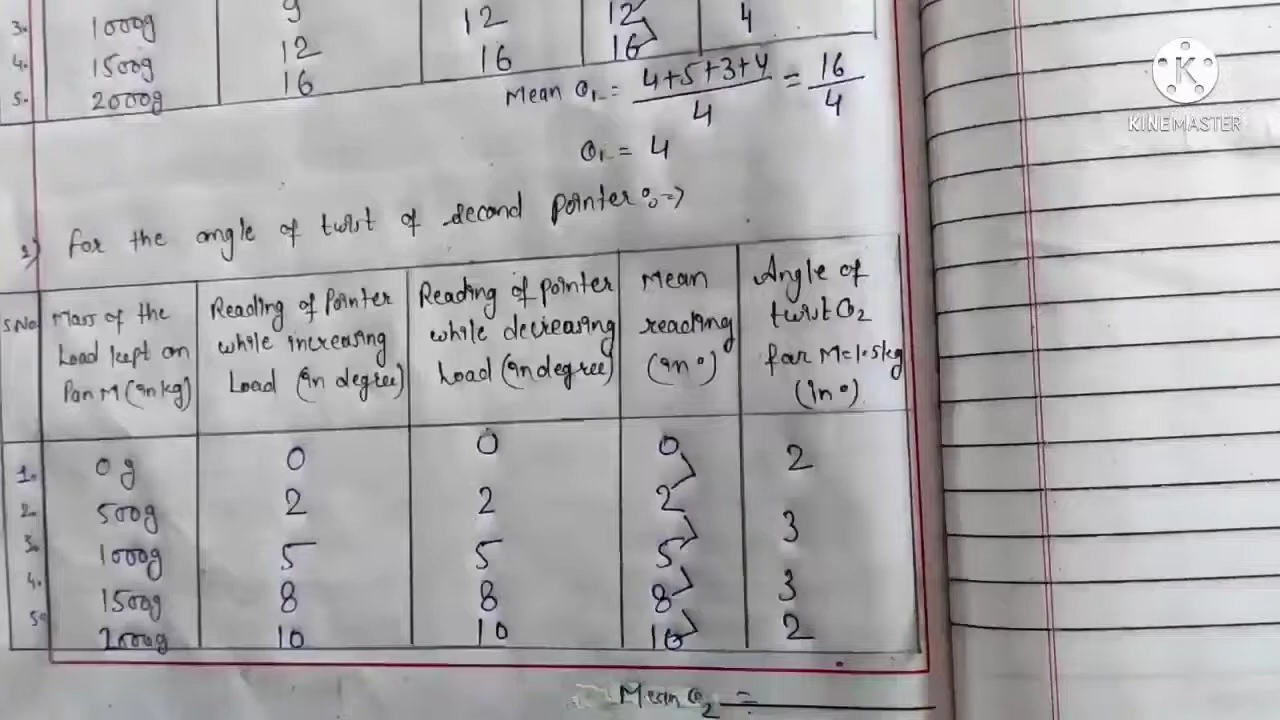 9 12 12
3. 1000g 12 16 16 4
4. 1500g 16
5. 2000g
Mean θ₁ = 4+5+3+4 / 4 = 16 / 4
θ₁ = 4
2) for the angle of twist of second pointer :->
S.No. Mass of the Load kept on Pan M (in kg) Reading of Pointer while increasing Load (in degree) Reading of pointer while decreasing Load (in degree) Mean reading (in °) Angle of twist θ2 for M=1.5kg (in °)
1. 0 g 0 0 0 2
2. 500g 2 2 2 3
3. 1000g 5 5 5 3
4. 1500g 8 8 8 2
5. 2000g 10 10 10
Mean θ2 =
KINEMASTER